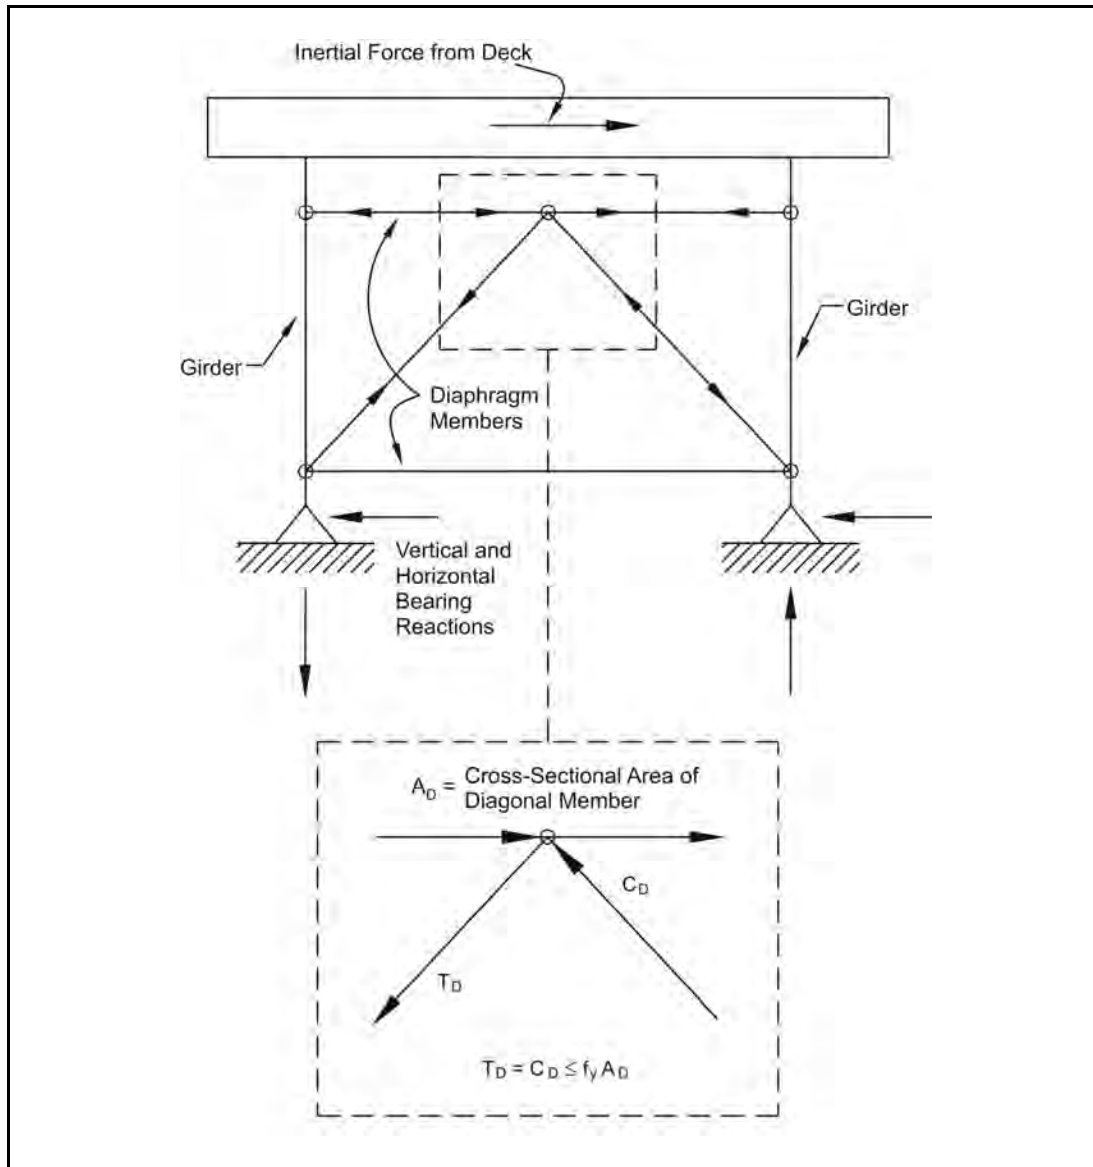 Inertial Force from Deck
Girder
Girder
Diaphragm
Members
Vertical and
Horizontal
Bearing
Reactions
A_D = Cross-Sectional Area of
Diagonal Member
C_D
T_D
T_D = C_D ≤ f_y A_D